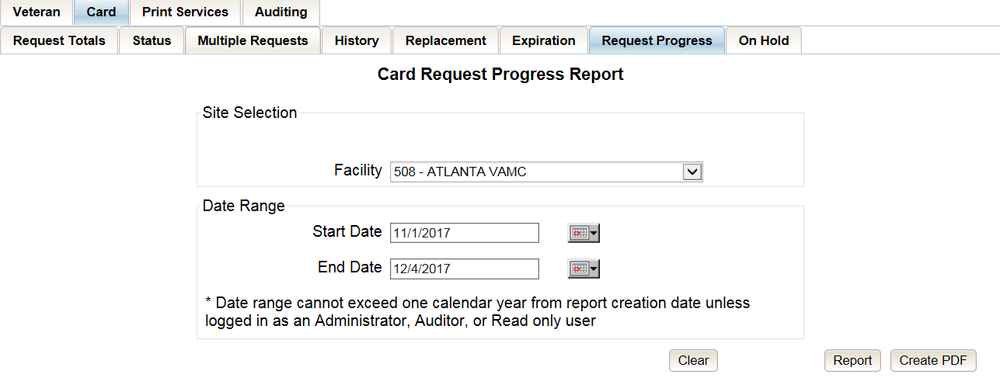 Veteran Card Print Services Auditing
Request Totals Status Multiple Requests History Replacement Expiration Request Progress On Hold
Card Request Progress Report
Site Selection
Facility 508 - ATLANTA VAMC
Date Range
Start Date 11/1/2017
End Date 12/4/2017
* Date range cannot exceed one calendar year from report creation date unless
logged in as an Administrator, Auditor, or Read only user
Clear Report Create PDF